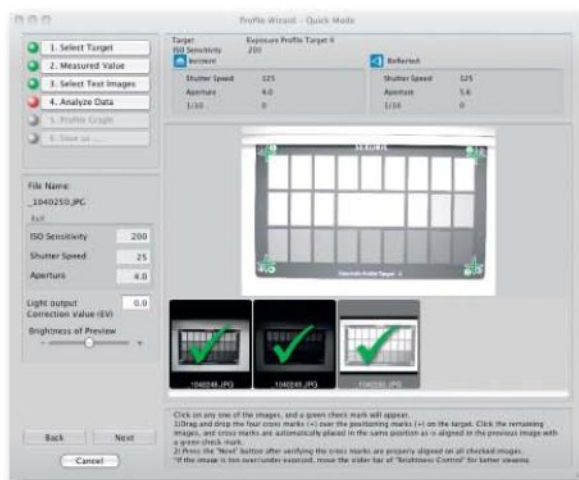 Profile Wizard - Quick Mode
1. Select Target
2. Measured Value
3. Select Test Images
4. Analyze Data
5. Profile Graph
6. Save as ...
Target Exposure Profile Target II
ISO Sensitivity 200
Incident
Shutter Speed 125
Aperture 4.0
1/10 0
Reflected
Shutter Speed 125
Aperture 5.6
1/10 0
File Name:
_1040250.JPG
Exif
ISO Sensitivity 200
Shutter Speed 25
Aperture 4.0
Light output 0.0
Correction Value (EV)
Brightness of Preview
- +
SEKONIC
Exposure Profile Target
_1040250.JPG
Click on any one of the images, and a green check mark will appear.
1)Drag and drop the four cross marks (+) over the positioning marks (+) on the target. Click the remaining
images, and cross marks are automatically placed in the same position as is aligned in the previous image with
a green check mark.
2) Press the "Next" button after verifying the cross marks are properly aligned on all checked images.
*If the image is too over/under exposed, move the slider bar of "Brightness Control" for better viewing.
Back Next
Cancel